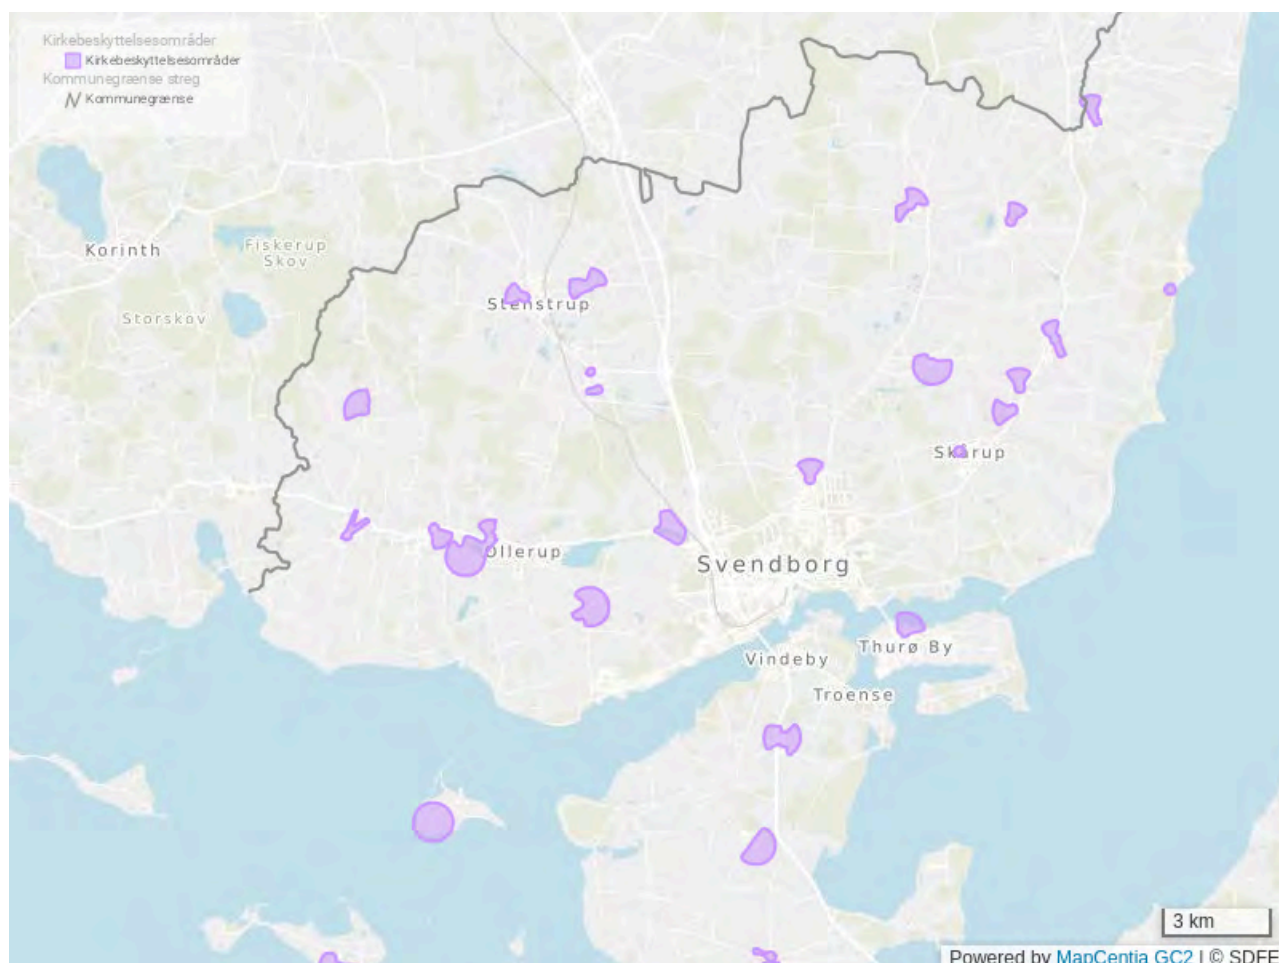 Kirkebeskyttelsesområder
Kirkebeskyttelsesområder
Kommunegrænse streg
Kommunegrænse
Korinth
Fiskerup
Skov
Storskov
Stenstrup
Skårup
Ollerup
Svendborg
Thurø By
Vindeby
Troense
3 km
Powered by MapCentia GC2 | © SDFE